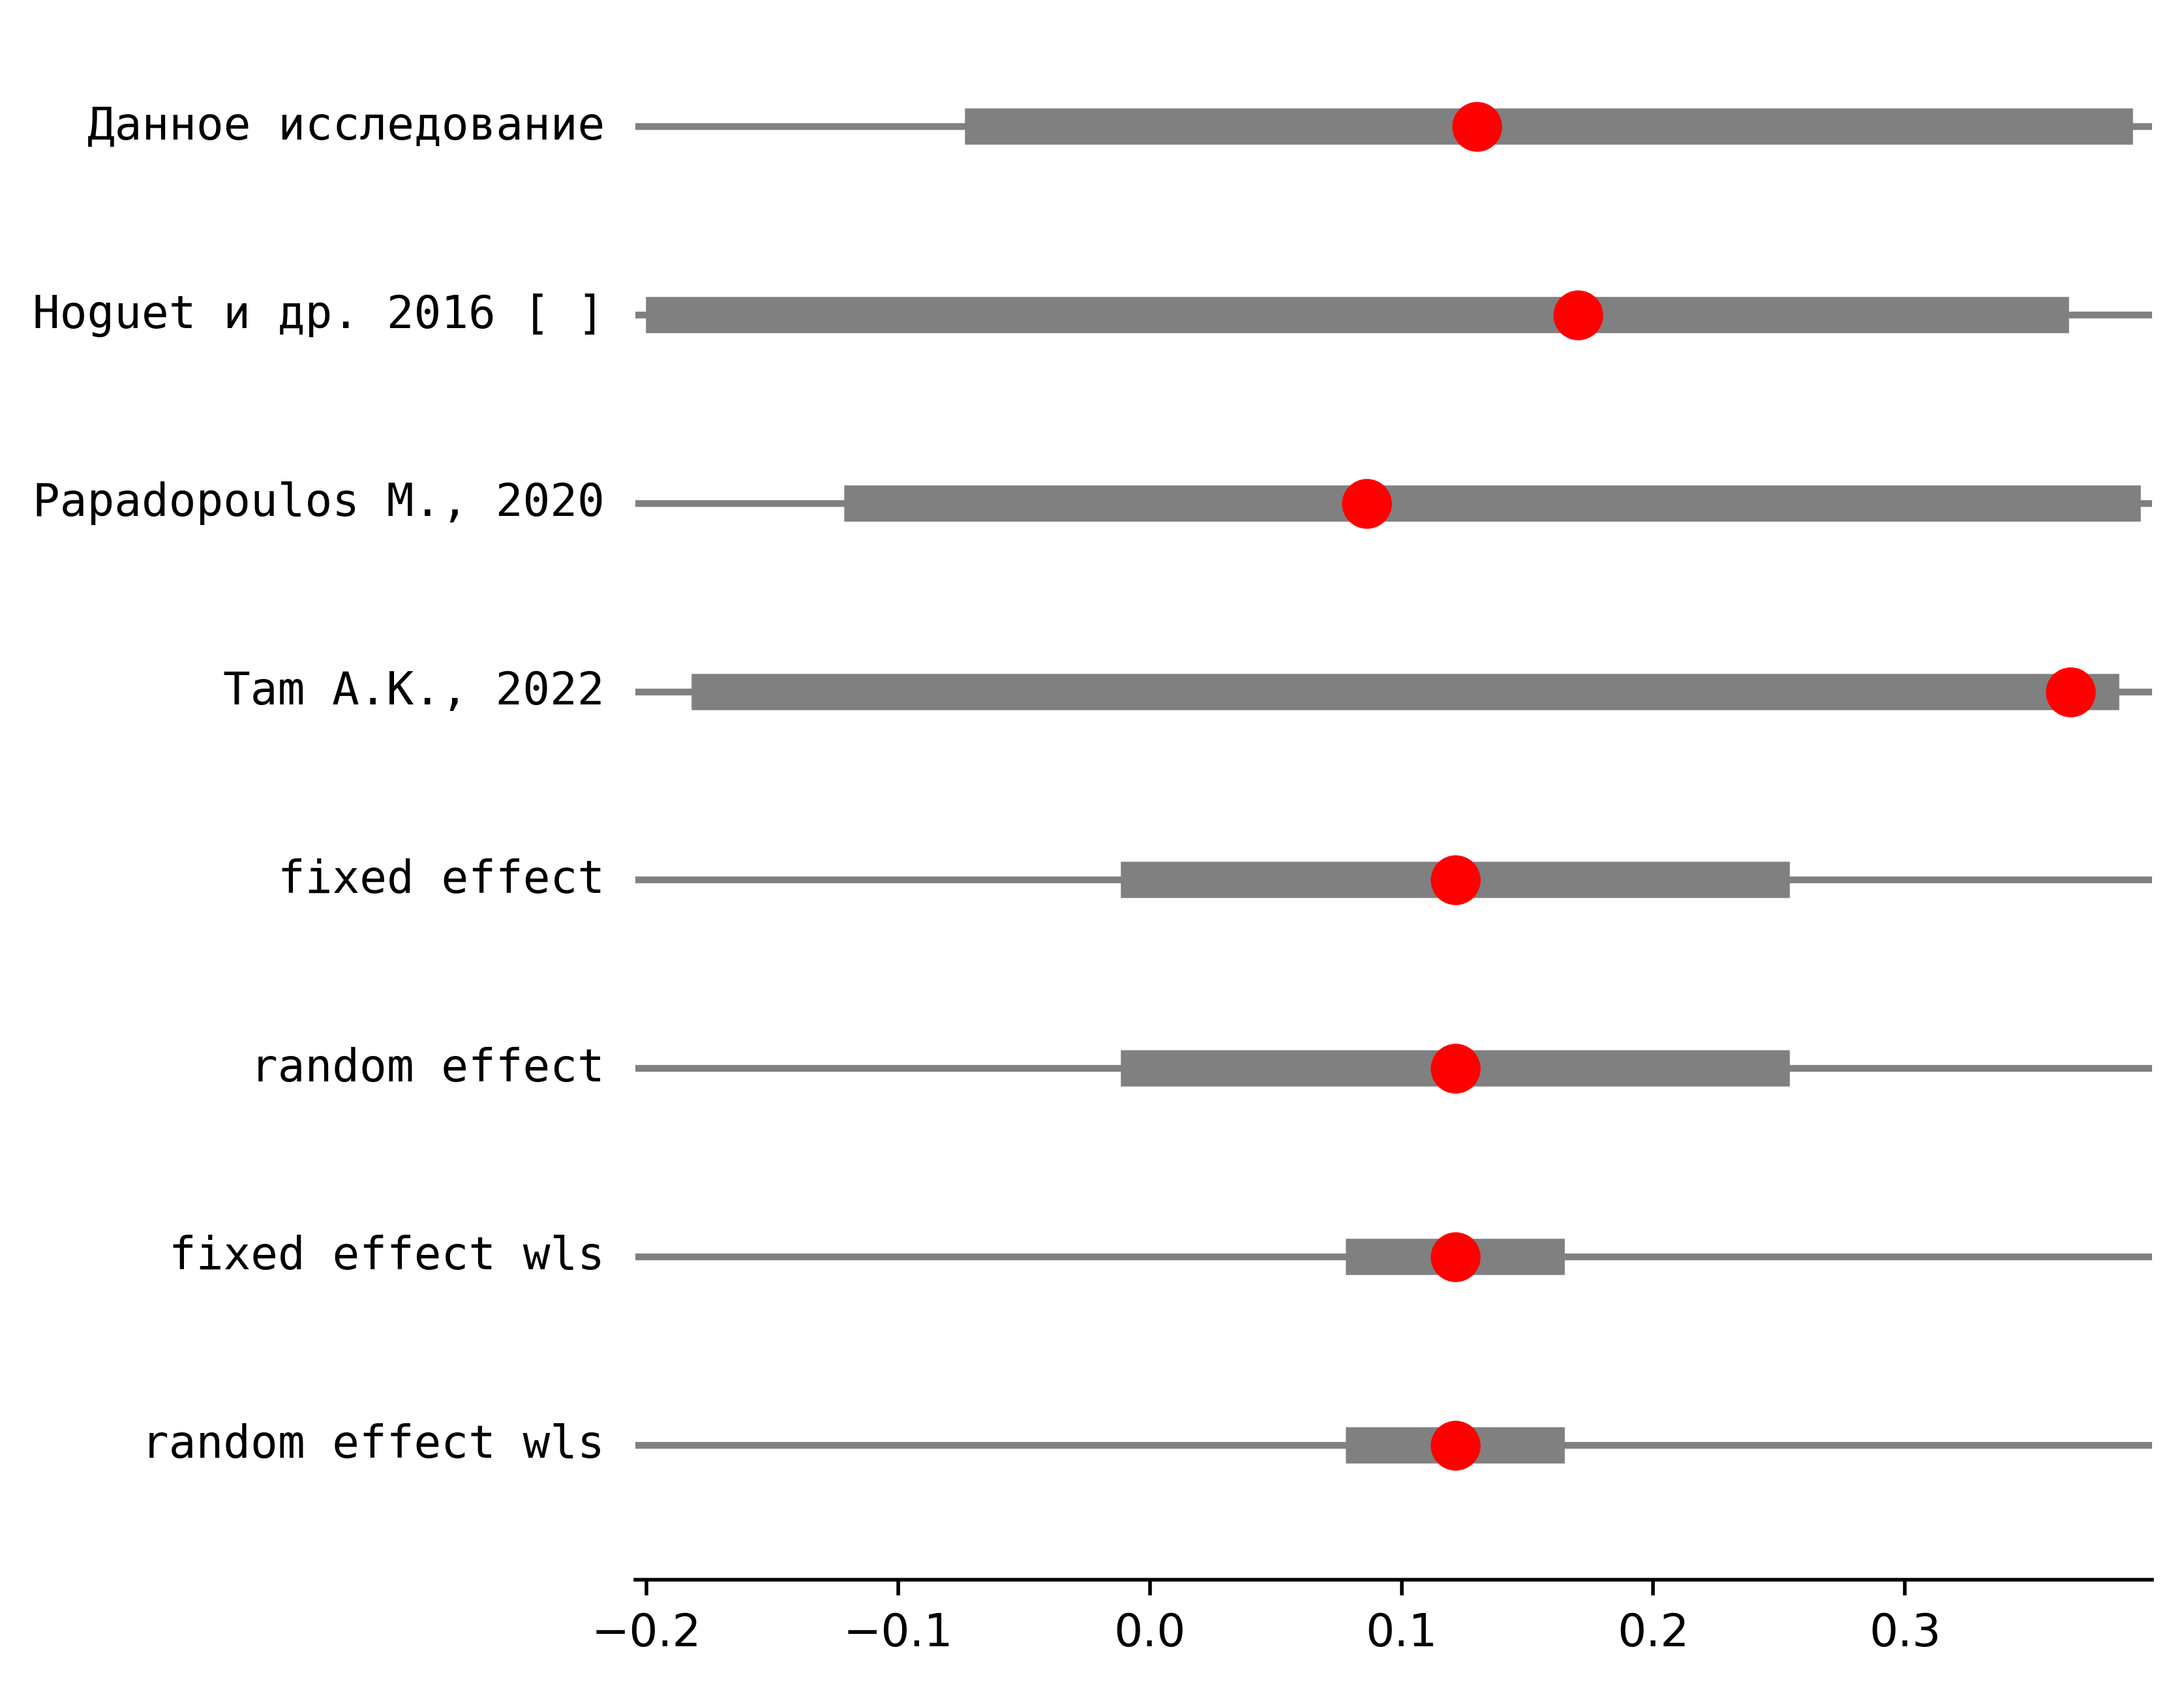 Данное исследование
Hoguet и др. 2016 [ ]
Papadopoulos M., 2020
Tam A.K., 2022
fixed effect
random effect
fixed effect wls
random effect wls
−0.2 −0.1 0.0 0.1 0.2 0.3